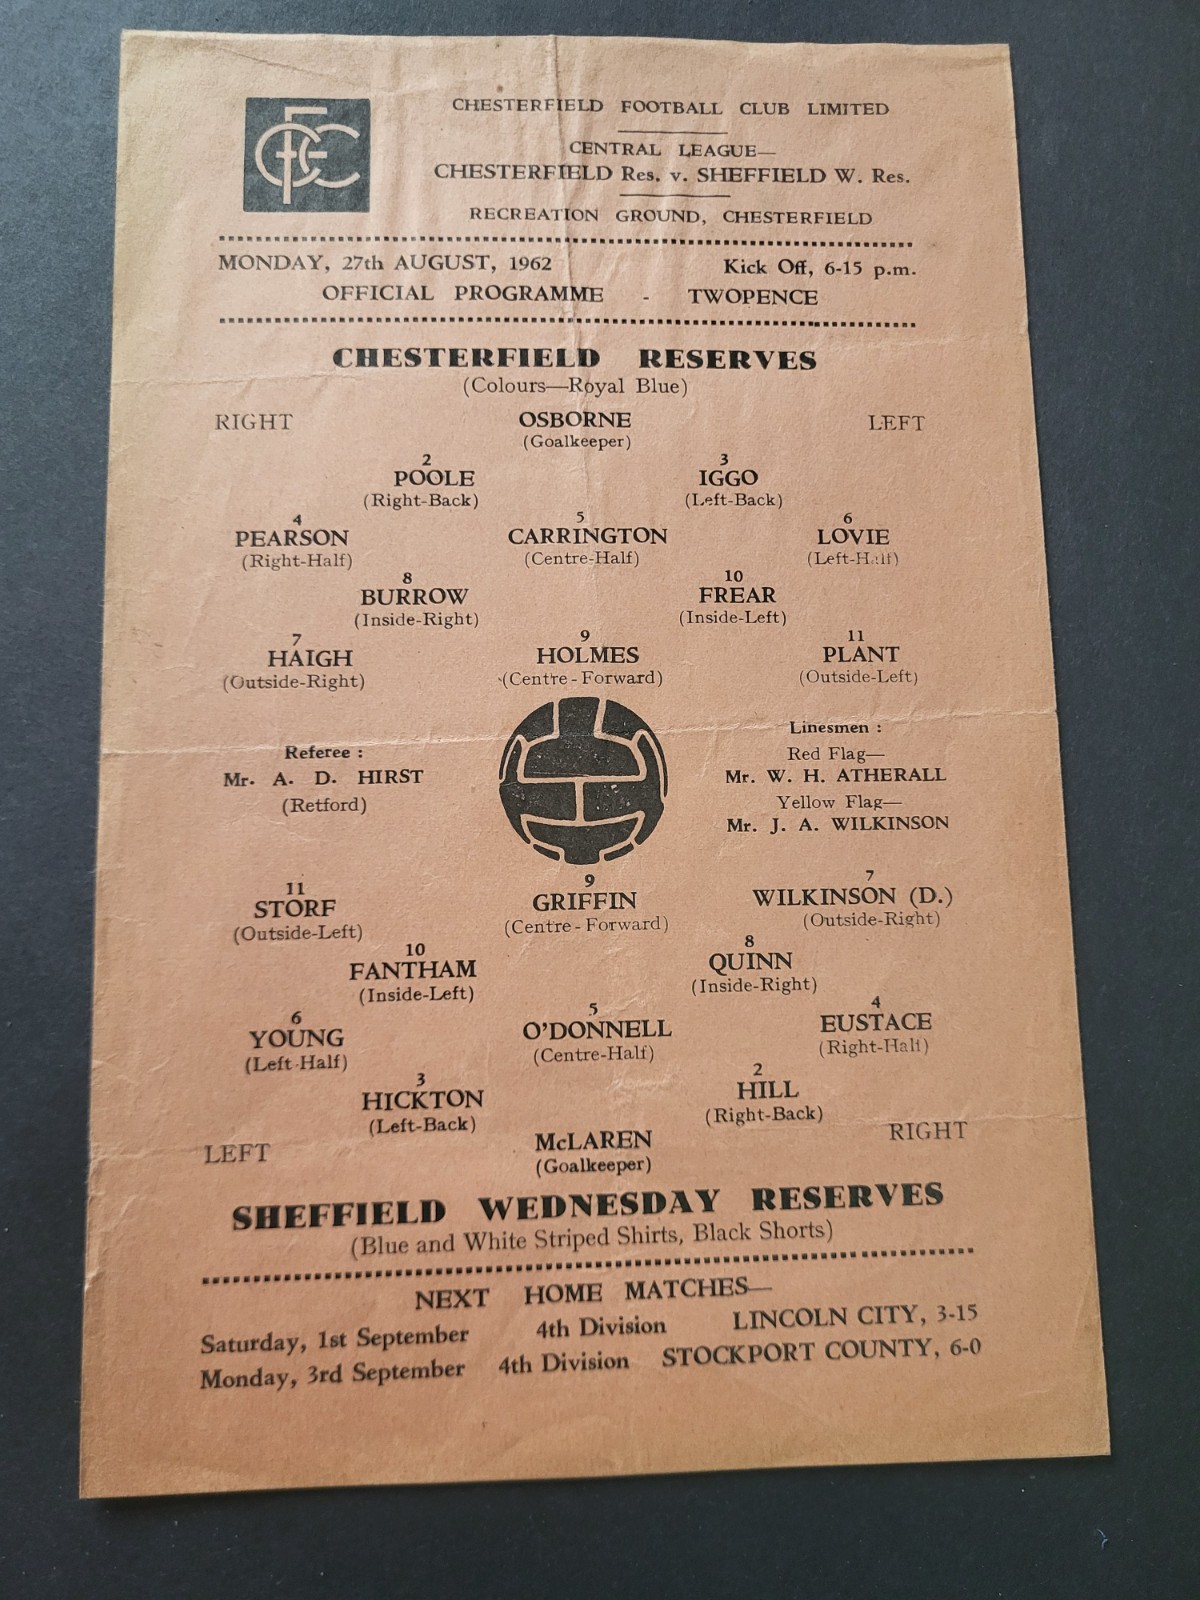 CFC
CHESTERFIELD FOOTBALL CLUB LIMITED
CENTRAL LEAGUE—
CHESTERFIELD Res. v. SHEFFIELD W. Res.
RECREATION GROUND, CHESTERFIELD
MONDAY, 27th AUGUST, 1962 Kick Off, 6-15 p.m.
OFFICIAL PROGRAMME - TWOPENCE
CHESTERFIELD RESERVES
(Colours—Royal Blue)
RIGHT OSBORNE LEFT
(Goalkeeper)
2 3
POOLE IGGO
(Right-Back) (Left-Back)
4 5 6
PEARSON CARRINGTON LOVIE
(Right-Half) (Centre-Half) (Left-Half)
8 10
BURROW FREAR
(Inside-Right) (Inside-Left)
7 9 11
HAIGH HOLMES PLANT
(Outside-Right) (Centre-Forward) (Outside-Left)
Referee :
Mr. A. D. HIRST
(Retford)
Linesmen :
Red Flag—
Mr. W. H. ATHERALL
Yellow Flag—
Mr. J. A. WILKINSON
11 9 7
STORF GRIFFIN WILKINSON (D.)
(Outside-Left) (Centre-Forward) (Outside-Right)
10 8
FANTHAM QUINN
(Inside-Left) (Inside-Right)
6 5 4
YOUNG O'DONNELL EUSTACE
(Left-Half) (Centre-Half) (Right-Half)
3 2
HICKTON HILL
(Left-Back) (Right-Back)
LEFT McLAREN RIGHT
(Goalkeeper)
SHEFFIELD WEDNESDAY RESERVES
(Blue and White Striped Shirts, Black Shorts)
NEXT HOME MATCHES—
Saturday, 1st September 4th Division LINCOLN CITY, 3-15
Monday, 3rd September 4th Division STOCKPORT COUNTY, 6-0